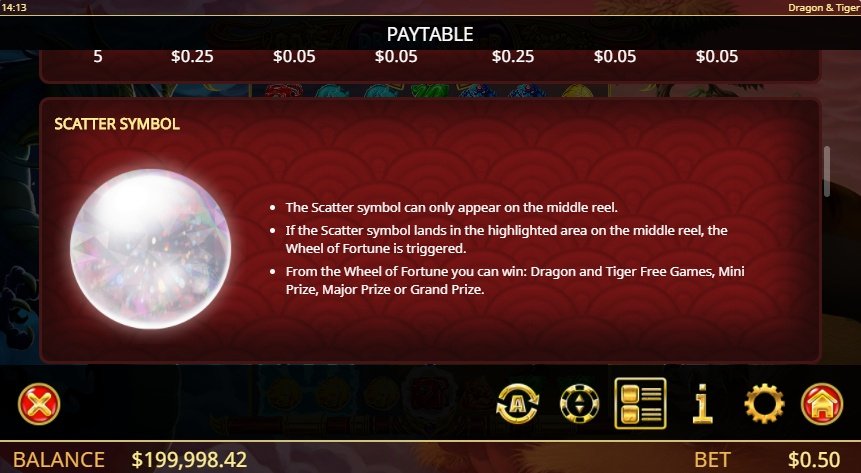 14:13
Dragon & Tiger
PAYTABLE
5 $0.25 $0.05 $0.05 $0.25 $0.05 $0.05
SCATTER SYMBOL
• The Scatter symbol can only appear on the middle reel.
• If the Scatter symbol lands in the highlighted area on the middle reel, the
Wheel of Fortune is triggered.
• From the Wheel of Fortune you can win: Dragon and Tiger Free Games, Mini
Prize, Major Prize or Grand Prize.
A
i
BALANCE $199,998.42
BET $0.50